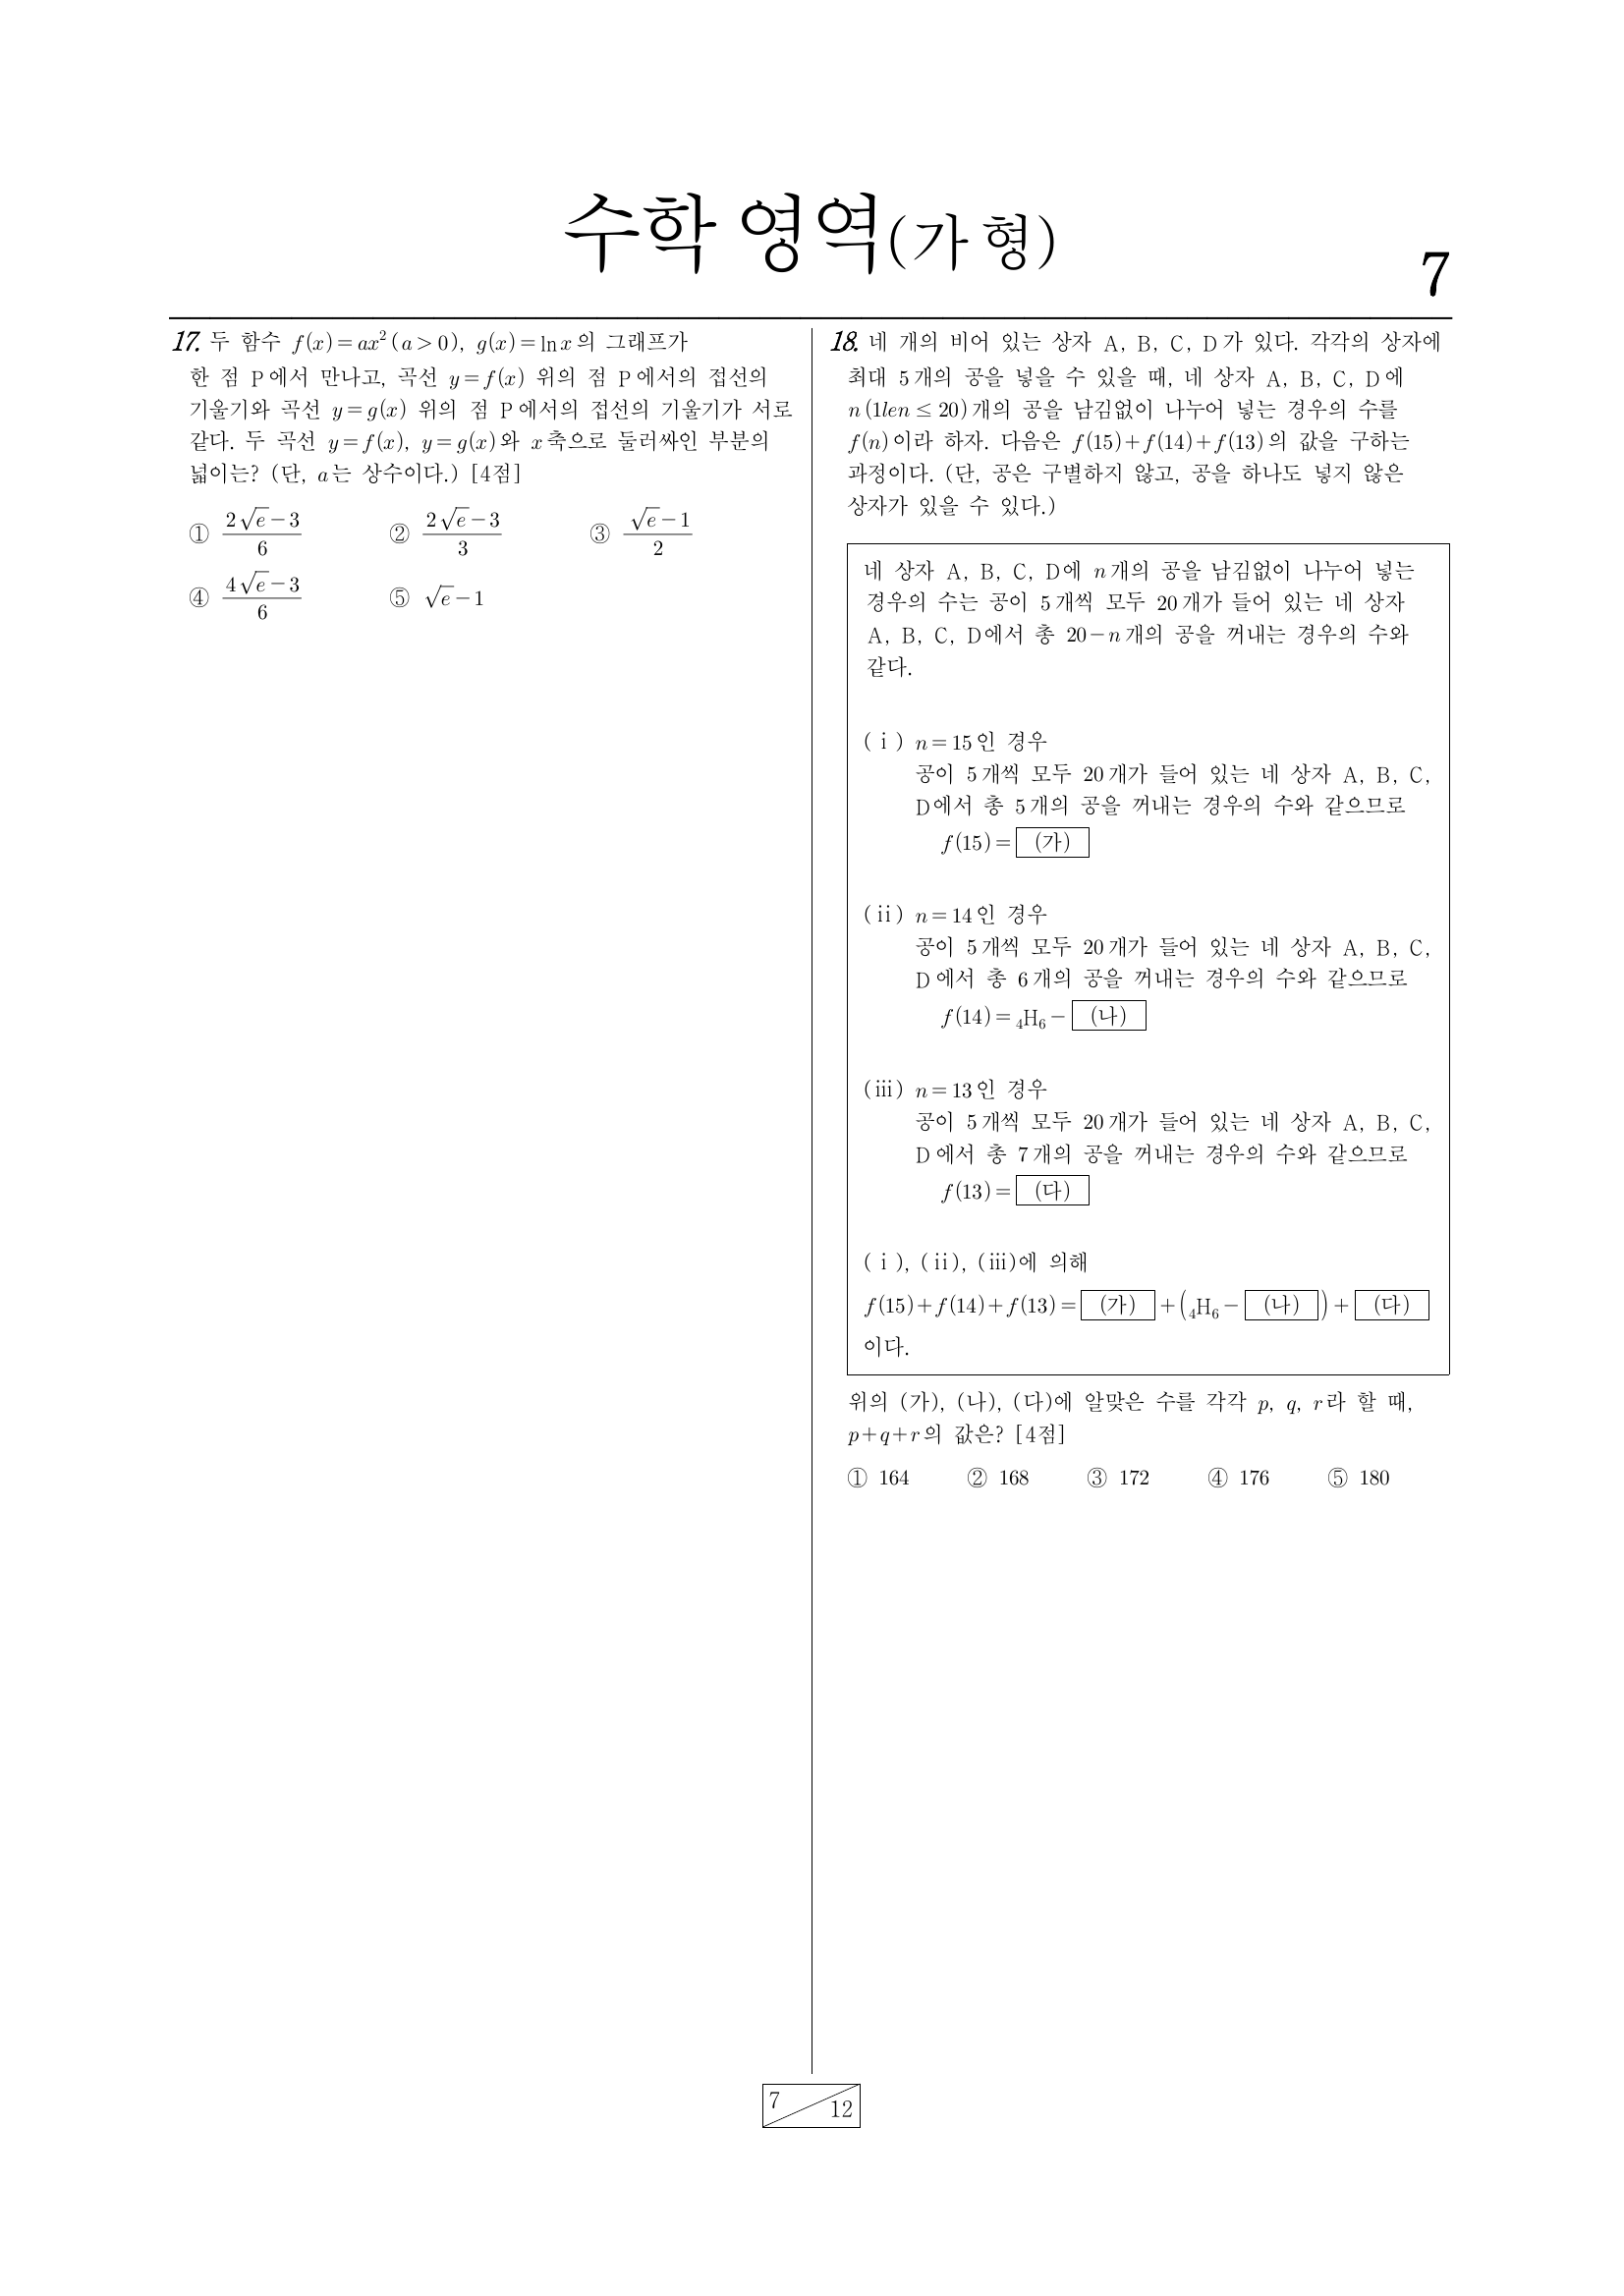 수학 영역(가 형)
7
17. 두 함수 f(x)=ax²(a>0), g(x)=ln x의 그래프가
한 점 P에서 만나고, 곡선 y=f(x) 위의 점 P에서의 접선의
기울기와 곡선 y=g(x) 위의 점 P에서의 접선의 기울기가 서로
같다. 두 곡선 y=f(x), y=g(x)와 x축으로 둘러싸인 부분의
넓이는? (단, a는 상수이다.) [4점]
① (2√e-3)/6 ② (2√e-3)/3 ③ (√e-1)/2
④ (4√e-3)/6 ⑤ √e-1
18. 네 개의 비어 있는 상자 A, B, C, D가 있다. 각각의 상자에
최대 5개의 공을 넣을 수 있을 때, 네 상자 A, B, C, D에
n(1len≤20)개의 공을 남김없이 나누어 넣는 경우의 수를
f(n)이라 하자. 다음은 f(15)+f(14)+f(13)의 값을 구하는
과정이다. (단, 공은 구별하지 않고, 공을 하나도 넣지 않은
상자가 있을 수 있다.)
네 상자 A, B, C, D에 n개의 공을 남김없이 나누어 넣는
경우의 수는 공이 5개씩 모두 20개가 들어 있는 네 상자
A, B, C, D에서 총 20-n개의 공을 꺼내는 경우의 수와
같다.
(ⅰ) n=15인 경우
공이 5개씩 모두 20개가 들어 있는 네 상자 A, B, C,
D에서 총 5개의 공을 꺼내는 경우의 수와 같으므로
f(15)= (가)
(ⅱ) n=14인 경우
공이 5개씩 모두 20개가 들어 있는 네 상자 A, B, C,
D에서 총 6개의 공을 꺼내는 경우의 수와 같으므로
f(14)=₄H₆- (나)
(ⅲ) n=13인 경우
공이 5개씩 모두 20개가 들어 있는 네 상자 A, B, C,
D에서 총 7개의 공을 꺼내는 경우의 수와 같으므로
f(13)= (다)
(ⅰ), (ⅱ), (ⅲ)에 의해
f(15)+f(14)+f(13)= (가) +(₄H₆- (나) )+ (다)
이다.
위의 (가), (나), (다)에 알맞은 수를 각각 p, q, r라 할 때,
p+q+r의 값은? [4점]
① 164 ② 168 ③ 172 ④ 176 ⑤ 180
7 12